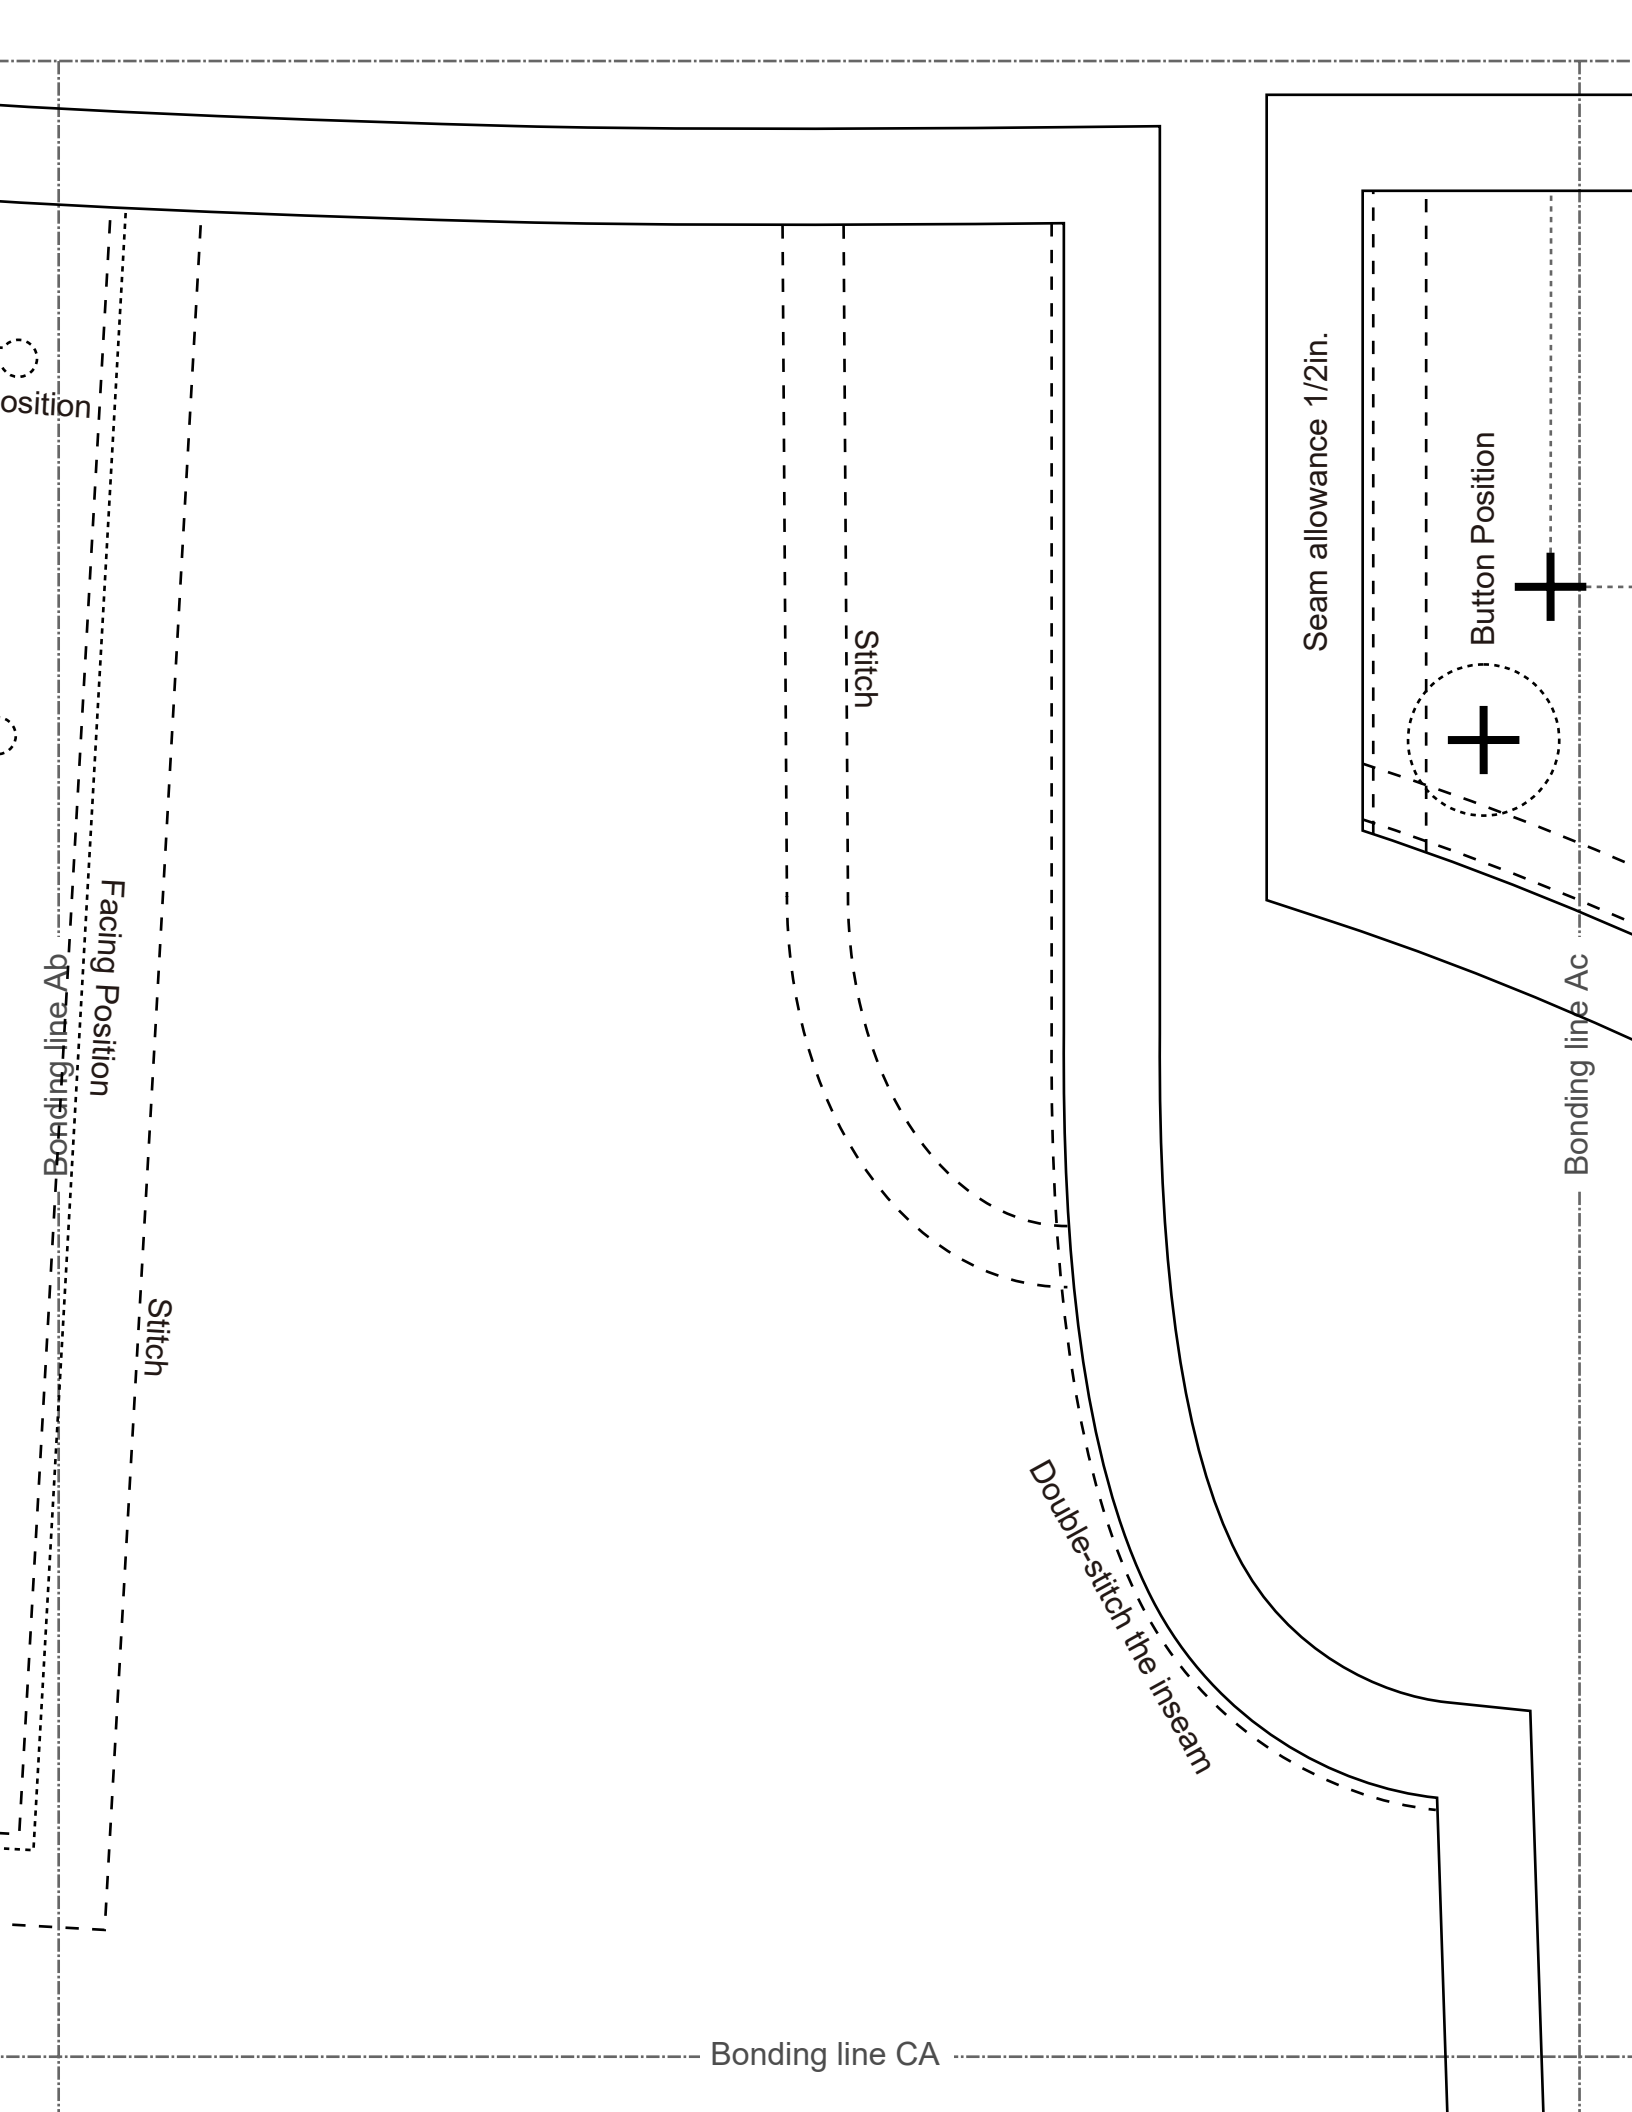 osition
Seam allowance 1/2in.
Button Position
Stitch
Facing Position
Bonding line Ab
Bonding line Ac
Stitch
Double-stitch the inseam
Bonding line CA